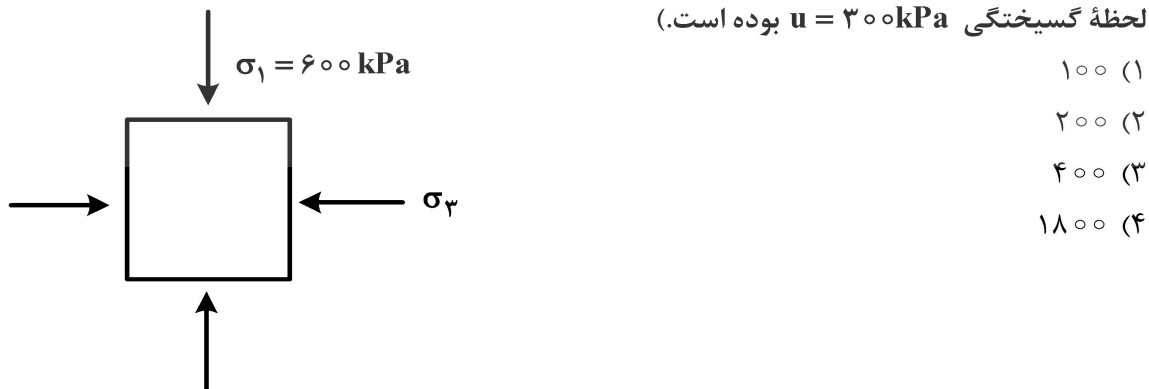 لحظهٔ گسیختگی u = ۳۰۰kPa بوده است.)
σ۱ = ۶۰۰ kPa
۱) ۱۰۰
۲) ۲۰۰
۳) ۴۰۰
σ۳
۴) ۱۸۰۰